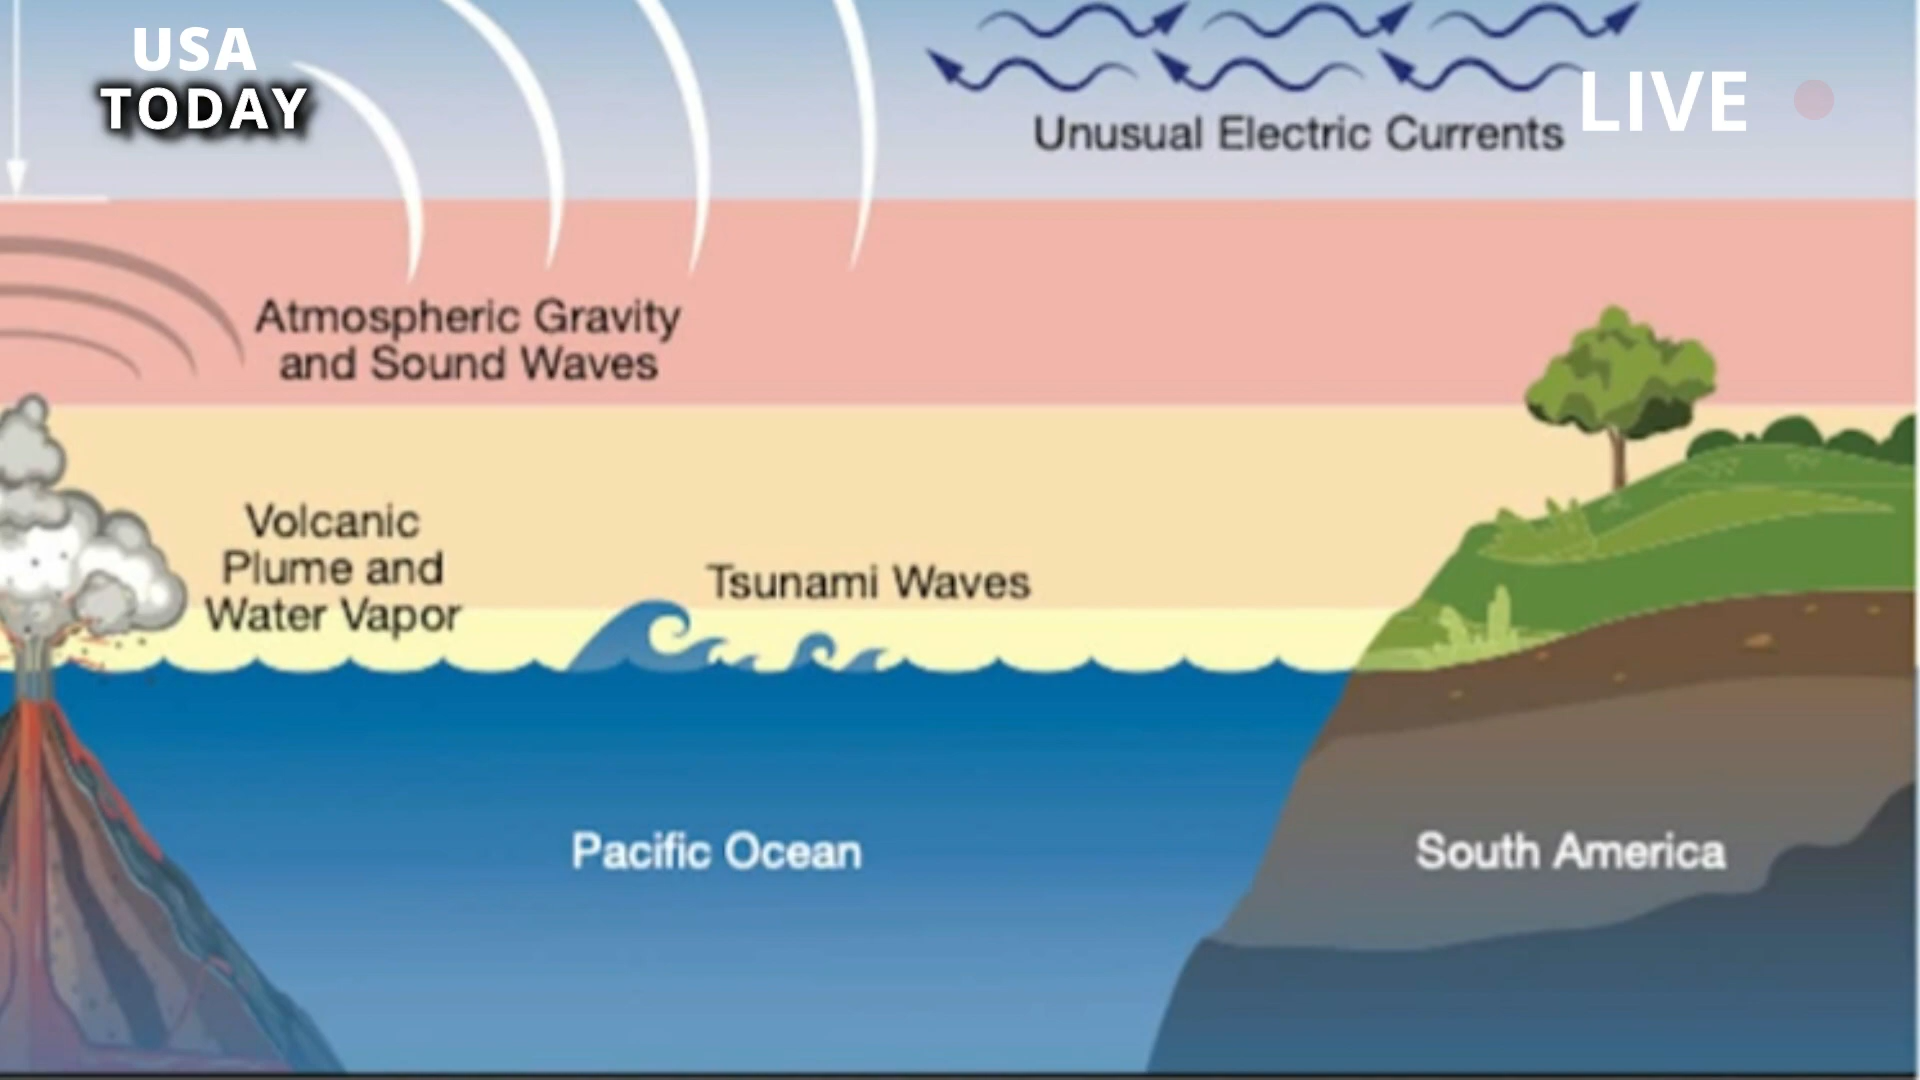 USA
TODAY
LIVE
Unusual Electric Currents
Atmospheric Gravity
and Sound Waves
Volcanic
Plume and
Water Vapor
Tsunami Waves
Pacific Ocean
South America